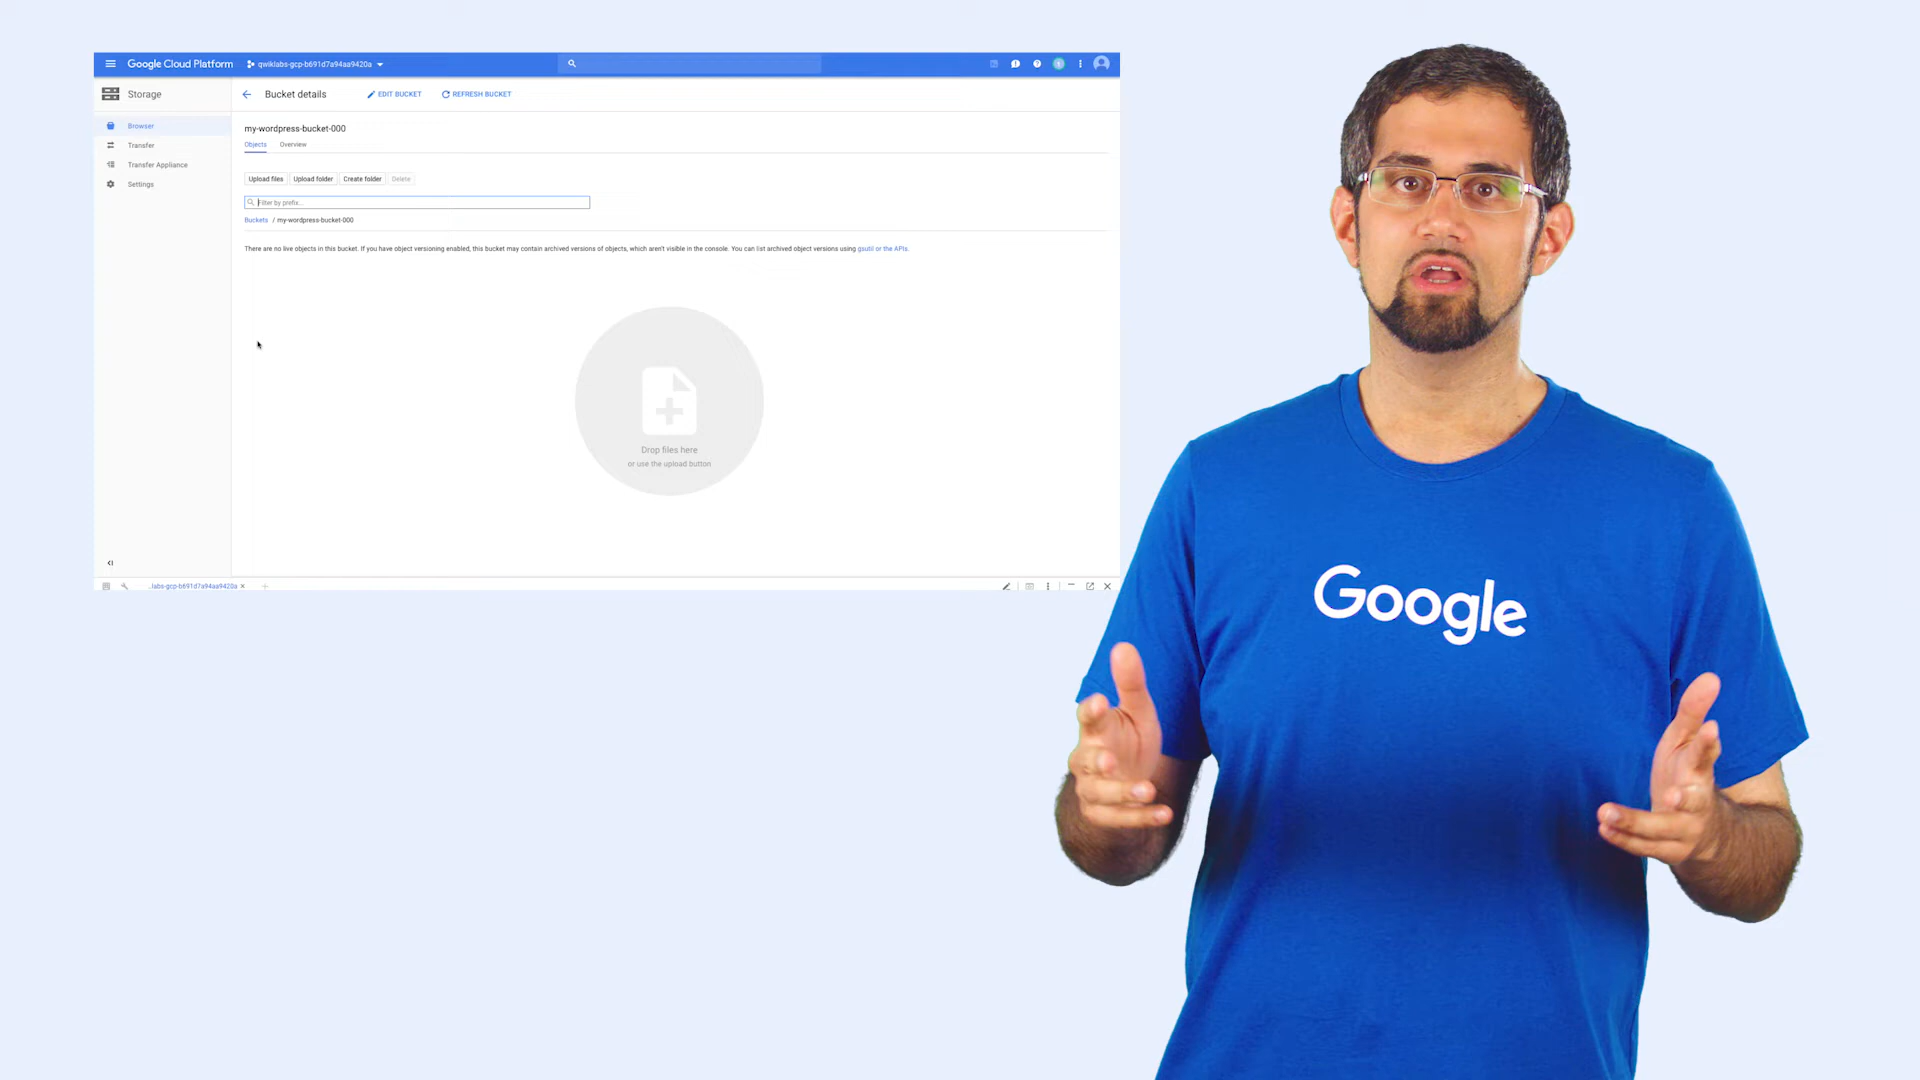 Google Cloud Platform qwiklabs-gcp-b691d7a94aa9420a
Storage
Bucket details EDIT BUCKET REFRESH BUCKET
Browser
Transfer
Transfer Appliance
Settings
my-wordpress-bucket-000
Objects Overview
Upload files Upload folder Create folder Delete
Filter by prefix...
Buckets / my-wordpress-bucket-000
There are no live objects in this bucket. If you have object versioning enabled, this bucket may contain archived versions of objects, which aren't visible in the console. You can list archived object versions using gsutil or the APIs.
Drop files here
or use the upload button
...labs-gcp-b691d7a94aa9420a
Google